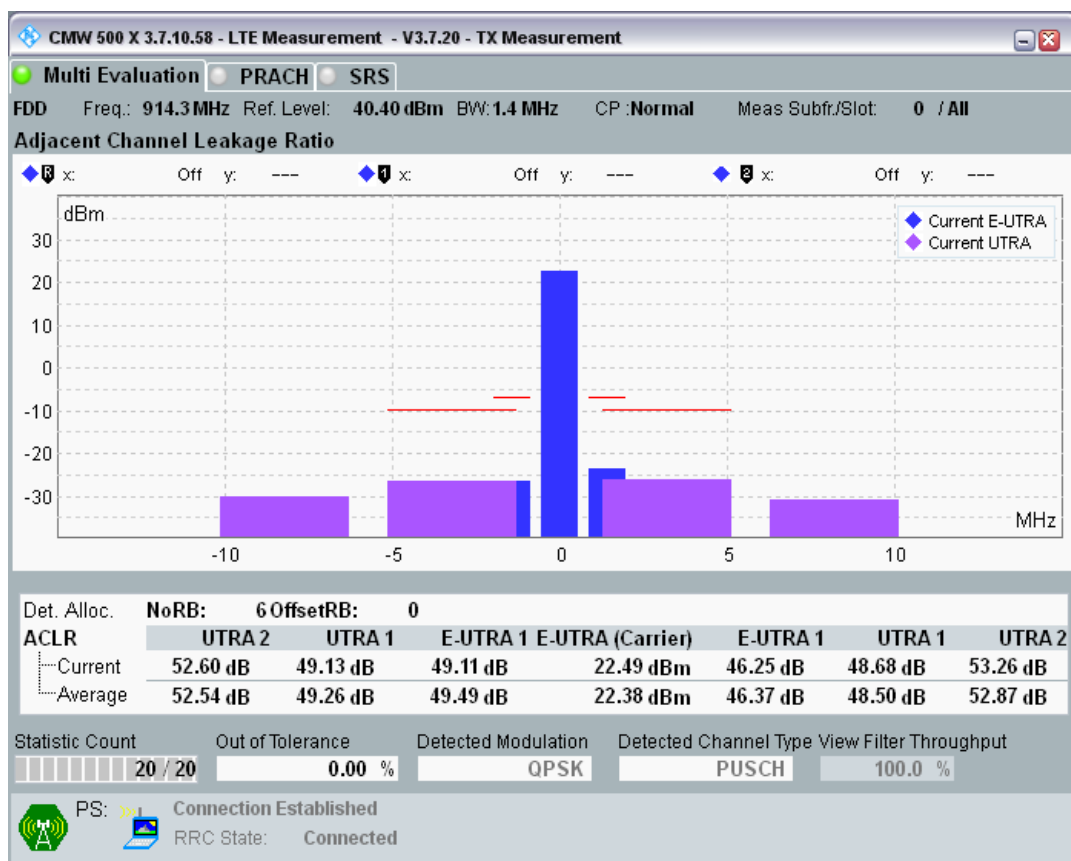 CMW 500 X 3.7.10.58 - LTE Measurement - V3.7.20 - TX Measurement
Multi Evaluation PRACH SRS
FDD Freq.: 914.3 MHz Ref. Level: 40.40 dBm BW: 1.4 MHz CP :Normal Meas Subfr./Slot: 0 / All
Adjacent Channel Leakage Ratio
R x: Off y: --- 1 x: Off y: --- 2 x: Off y: ---
dBm
Current E-UTRA
Current UTRA
30
20
10
0
-10
-20
-30
MHz
-10 -5 0 5 10
Det. Alloc. NoRB: 6 OffsetRB: 0
ACLR UTRA 2 UTRA 1 E-UTRA 1 E-UTRA (Carrier) E-UTRA 1 UTRA 1 UTRA 2
Current 52.60 dB 49.13 dB 49.11 dB 22.49 dBm 46.25 dB 48.68 dB 53.26 dB
Average 52.54 dB 49.26 dB 49.49 dB 22.38 dBm 46.37 dB 48.50 dB 52.87 dB
Statistic Count Out of Tolerance Detected Modulation Detected Channel Type View Filter Throughput
20 / 20 0.00 % QPSK PUSCH 100.0 %
PS: Connection Established
RRC State: Connected